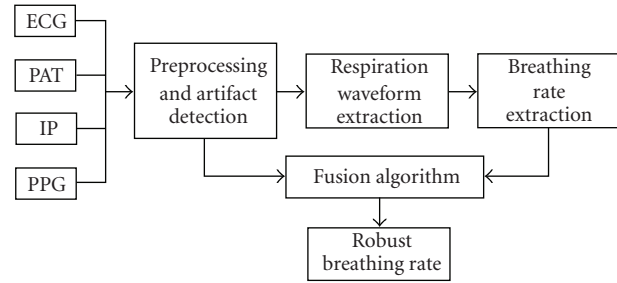 ECG
PAT
IP
PPG
Preprocessing
and artifact
detection
Respiration
waveform
extraction
Breathing
rate
extraction
Fusion algorithm
Robust
breathing rate